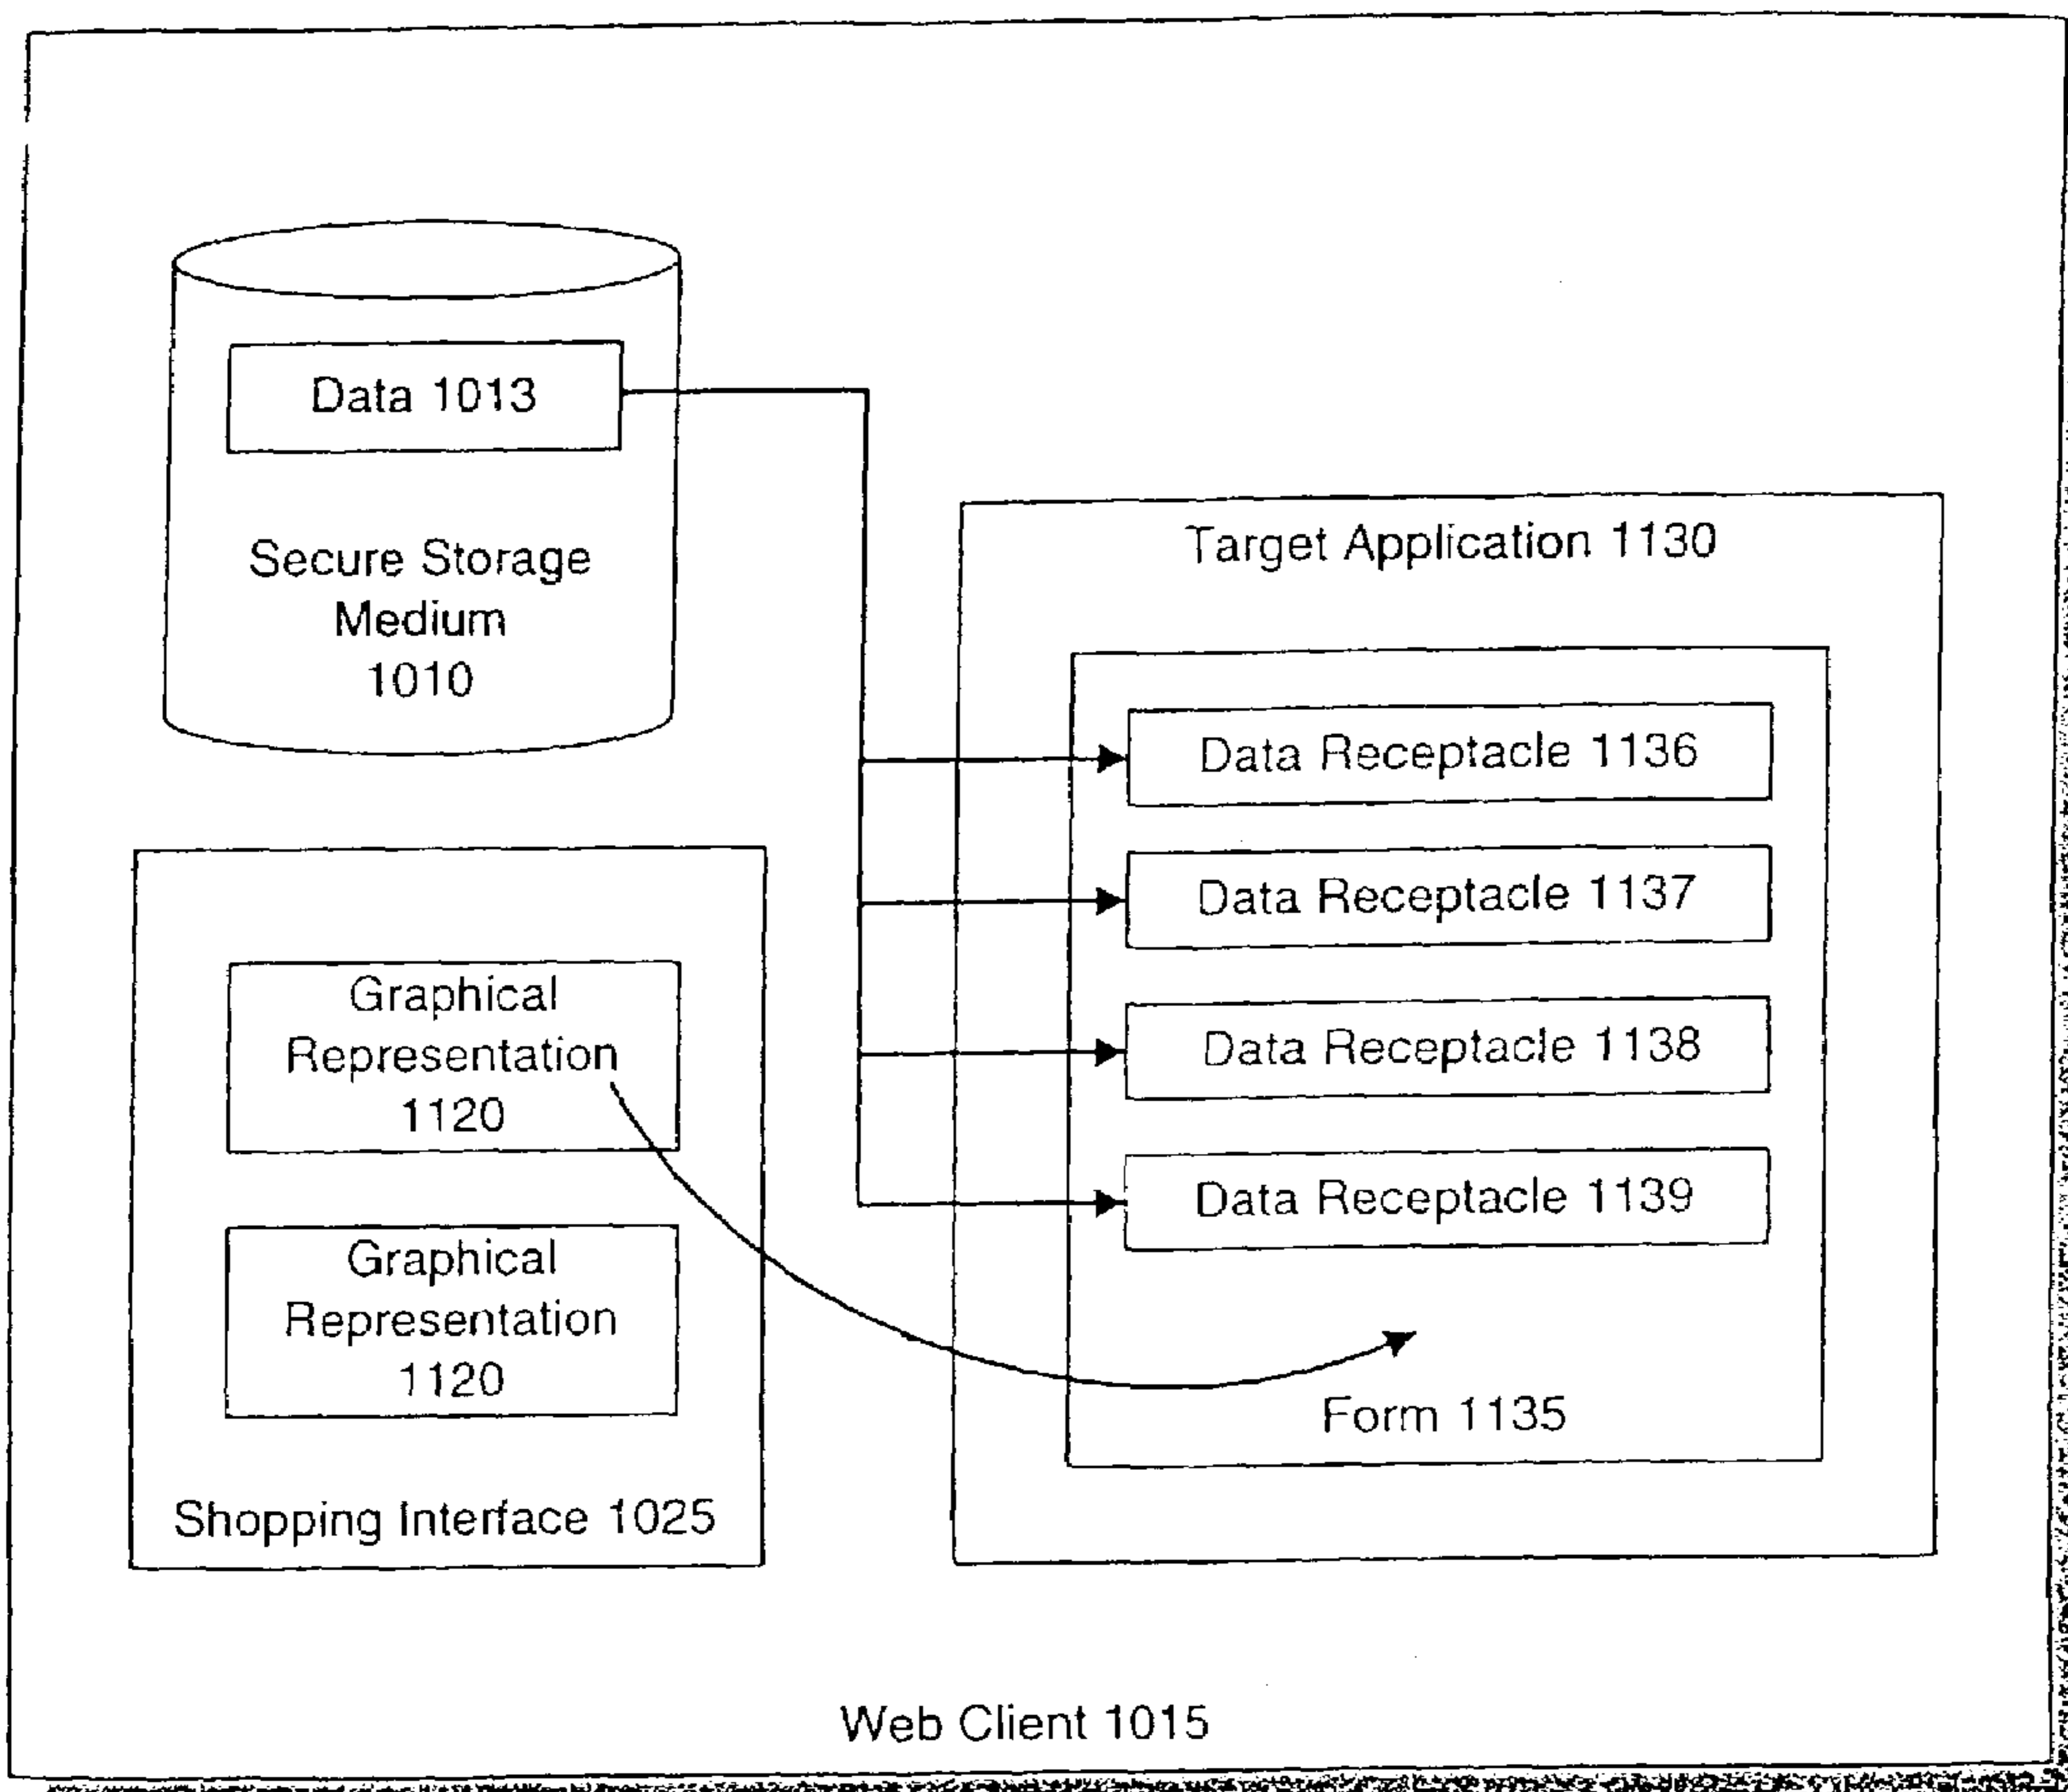 Data 1013
Secure Storage
Medium
1010
Target Application 1130
Data Receptacle 1136
Data Receptacle 1137
Data Receptacle 1138
Data Receptacle 1139
Form 1135
Graphical
Representation
1120
Graphical
Representation
1120
Shopping Interface 1025
Web Client 1015